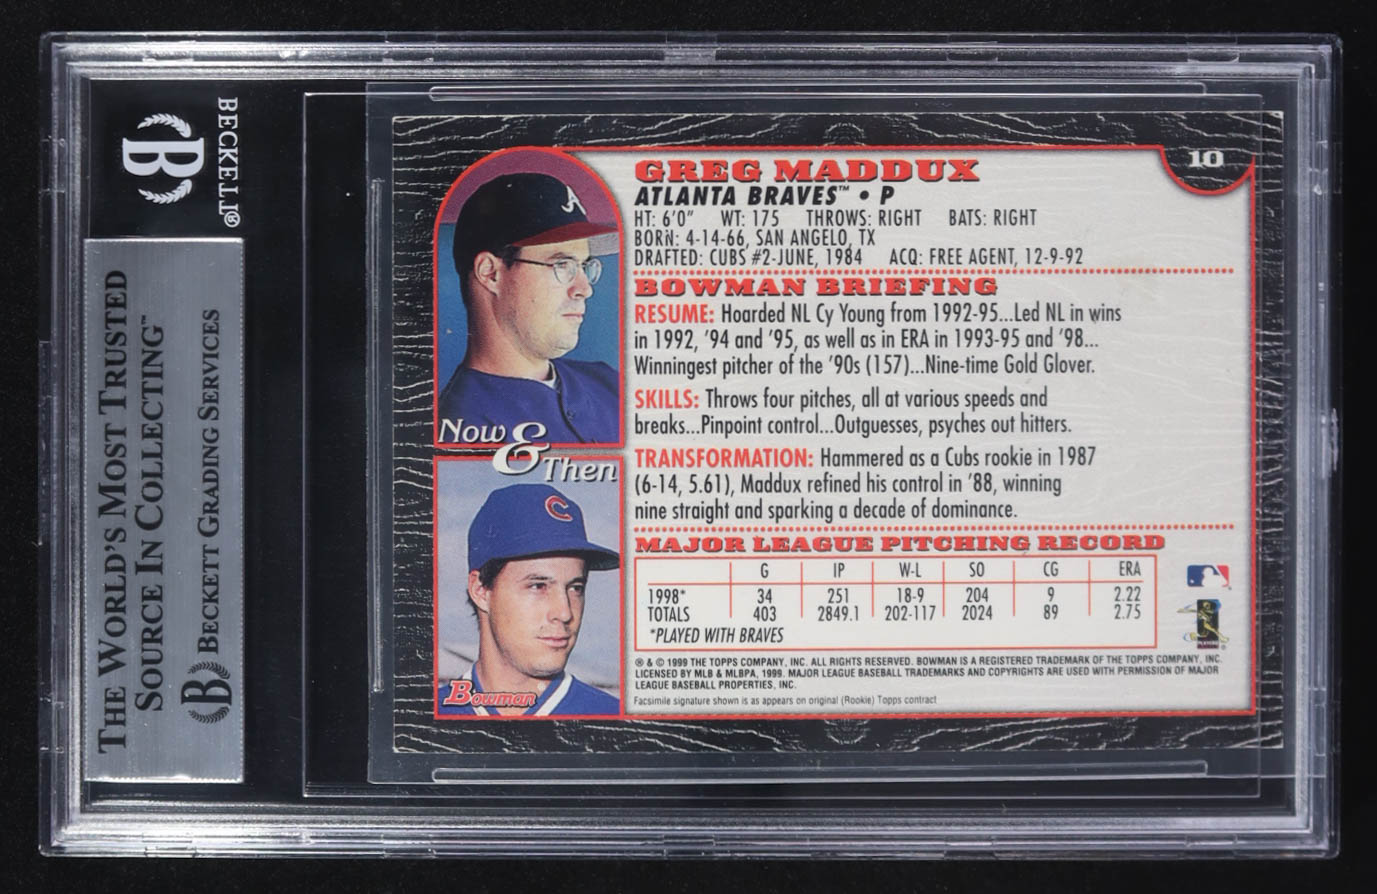 BECKETT®
THE WORLD'S MOST TRUSTED
SOURCE IN COLLECTING™
BECKETT GRADING SERVICES
10
GREG MADDUX
ATLANTA BRAVES™ • P
HT: 6'0" WT: 175 THROWS: RIGHT BATS: RIGHT
BORN: 4-14-66, SAN ANGELO, TX
DRAFTED: CUBS #2-JUNE, 1984 ACQ: FREE AGENT, 12-9-92
BOWMAN BRIEFING
RESUME: Hoarded NL Cy Young from 1992-95...Led NL in wins
in 1992, '94 and '95, as well as in ERA in 1993-95 and '98...
Winningest pitcher of the '90s (157)...Nine-time Gold Glover.
SKILLS: Throws four pitches, all at various speeds and
breaks...Pinpoint control...Outguesses, psyches out hitters.
TRANSFORMATION: Hammered as a Cubs rookie in 1987
(6-14, 5.61), Maddux refined his control in '88, winning
nine straight and sparking a decade of dominance.
Now &
Then
Bowman
MAJOR LEAGUE PITCHING RECORD
G IP W-L SO CG ERA
1998* 34 251 18-9 204 9 2.22
TOTALS 403 2849.1 202-117 2024 89 2.75
*PLAYED WITH BRAVES
® & © 1999 THE TOPPS COMPANY, INC. ALL RIGHTS RESERVED. BOWMAN IS A REGISTERED TRADEMARK OF THE TOPPS COMPANY, INC.
LICENSED BY MLB & MLBPA, 1999. MAJOR LEAGUE BASEBALL TRADEMARKS AND COPYRIGHTS ARE USED WITH PERMISSION OF MAJOR
LEAGUE BASEBALL PROPERTIES, INC.
Facsimile signature shown is as appears on original (Rookie) Topps contract